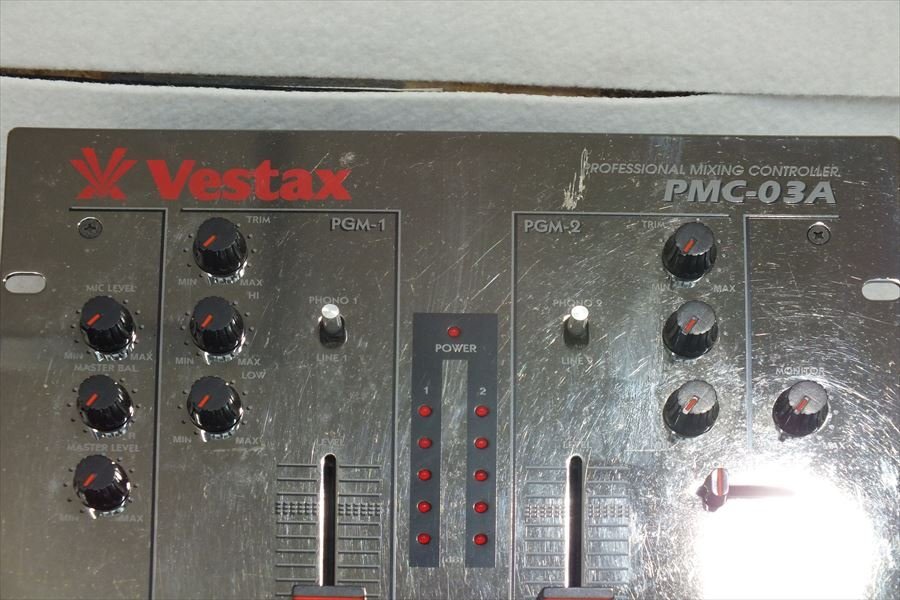 Vestax
PROFESSIONAL MIXING CONTROLLER
PMC-03A
TRIM
PGM-1
PGM-2
TRIM
MIN MAX
HI
MIN MAX
MIC LEVEL
PHONO 1
PHONO 2
MIN MAX
MIN MAX
LINE 1
POWER
LINE 2
MASTER BAL
LOW
MONITOR
1 2
MIN MAX
MIN MAX
MASTER LEVEL
LEVEL
MIN MAX